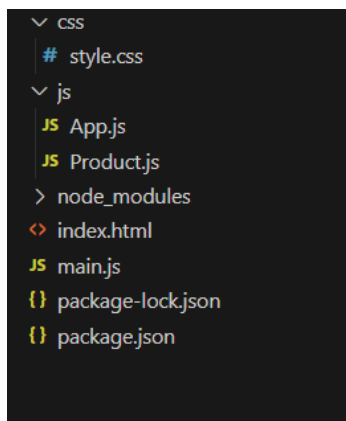 css
# style.css
js
JS App.js
JS Product.js
node_modules
<> index.html
JS main.js
{} package-lock.json
{} package.json